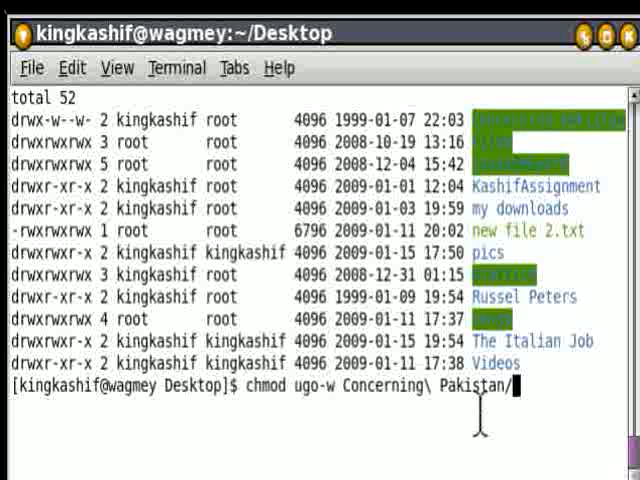 kingkashif@wagmey:~/Desktop
File Edit View Terminal Tabs Help
total 52
drwx-w--w- 2 kingkashif root 4096 1999-01-07 22:03
drwxrwxrwx 3 root root 4096 2008-10-19 13:16
drwxrwxrwx 5 root root 4096 2008-12-04 15:42
drwxr-xr-x 2 kingkashif root 4096 2009-01-01 12:04 KashifAssignment
drwxr-xr-x 2 kingkashif root 4096 2009-01-03 19:59 my downloads
-rwxrwxrwx 1 root root 6796 2009-01-11 20:02 new file 2.txt
drwxr-xr-x 2 kingkashif kingkashif 4096 2009-01-15 17:50 pics
drwxrwxrwx 3 kingkashif root 4096 2008-12-31 01:15
drwxr-xr-x 2 kingkashif root 4096 1999-01-09 19:54 Russel Peters
drwxrwxrwx 4 root root 4096 2009-01-11 17:37
drwxr-xr-x 2 kingkashif kingkashif 4096 2009-01-15 19:54 The Italian Job
drwxr-xr-x 2 kingkashif kingkashif 4096 2009-01-11 17:38 Videos
[kingkashif@wagmey Desktop]$ chmod ugo-w Concerning\ Pakistan/